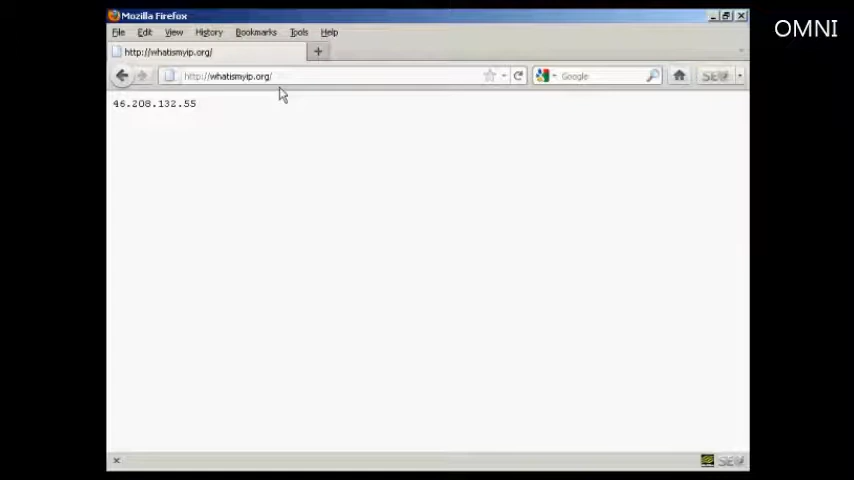 Mozilla Firefox
OMNI
File Edit View History Bookmarks Tools Help
http://whatismyip.org/
http://whatismyip.org/
Google
46.208.132.55